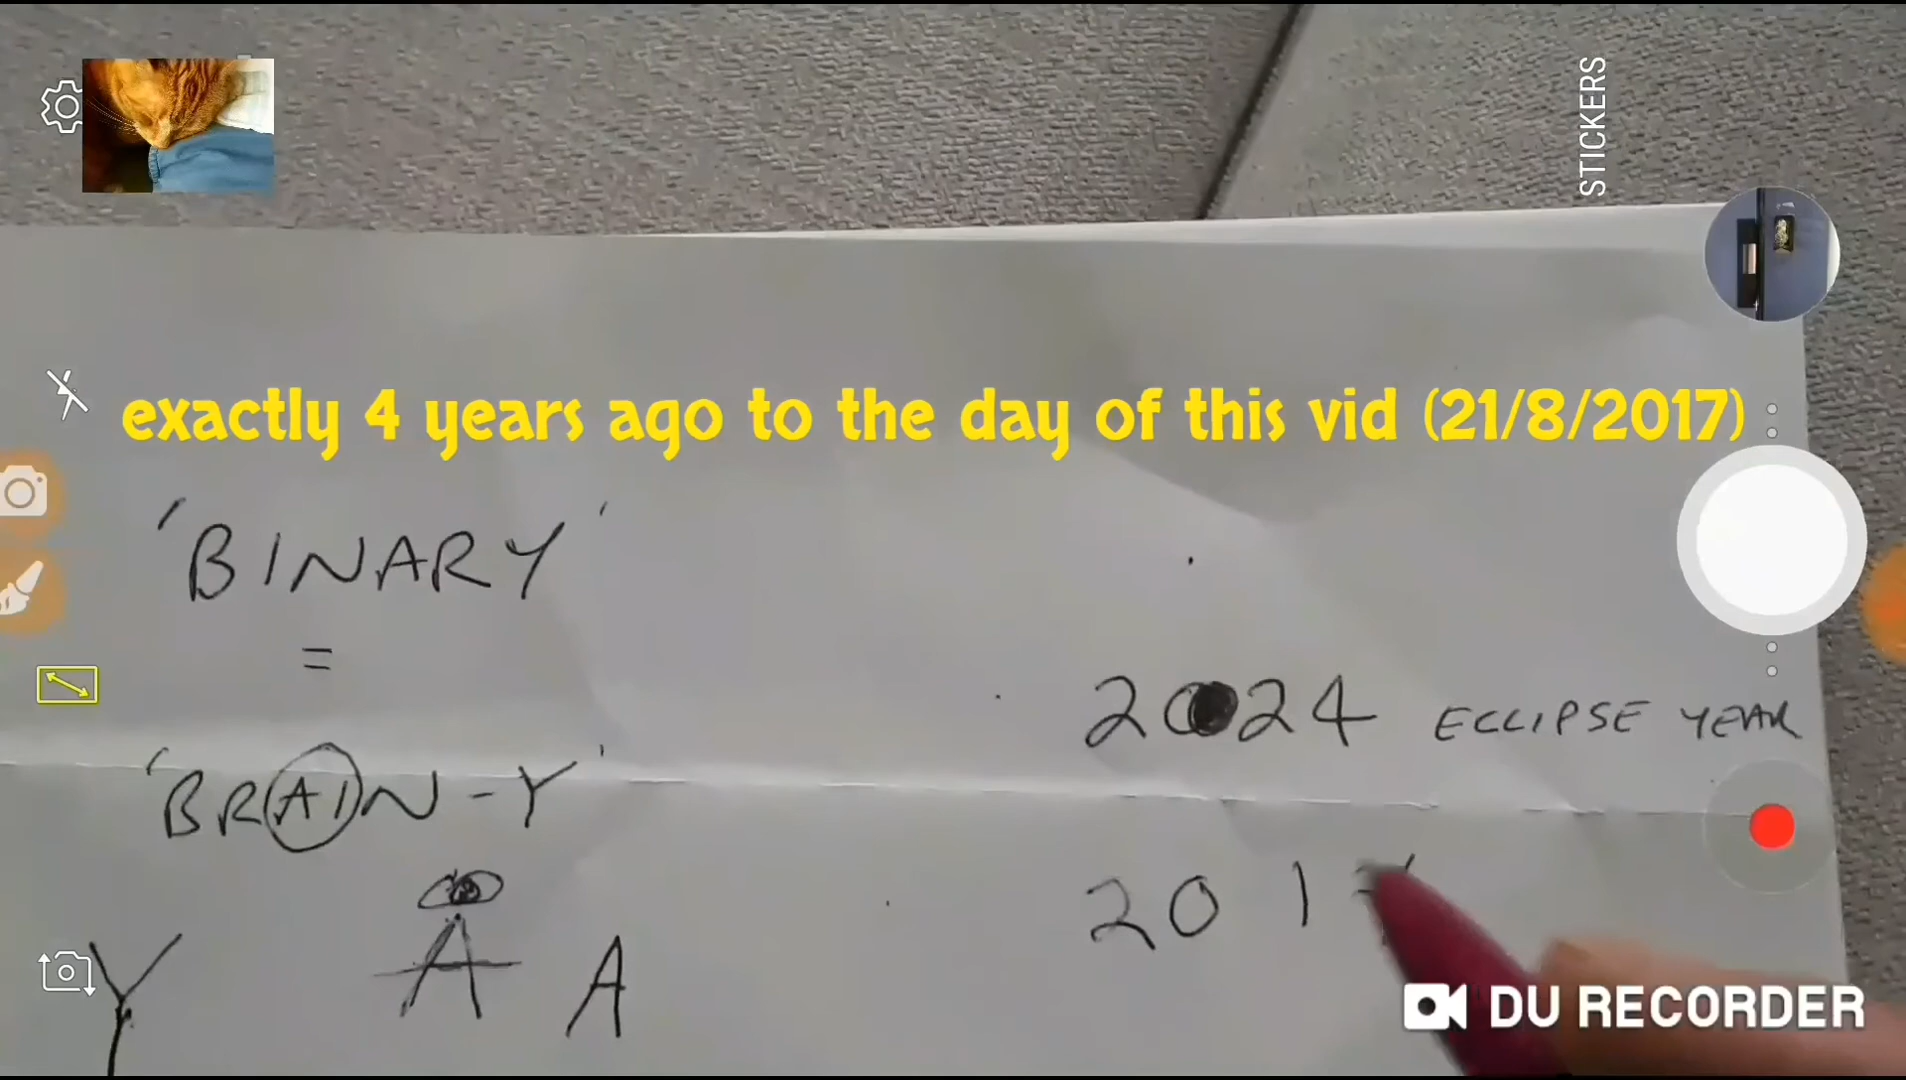 STICKERS
exactly 4 years ago to the day of this vid (21/8/2017)
'BINARY'
=
'BRAIN-Y'
2024 ECLIPSE YEAR
201
Y A A
DU RECORDER